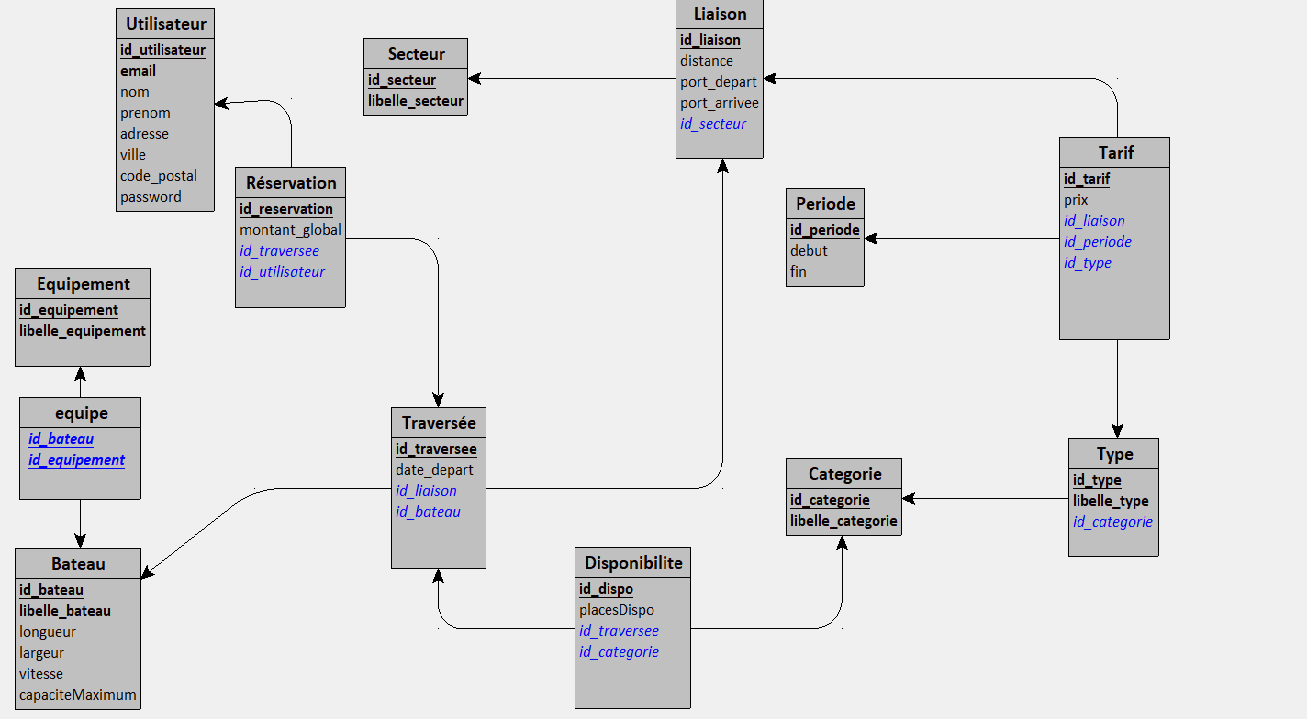 Utilisateur
id_utilisateur
email
nom
prenom
adresse
ville
code_postal
password
Secteur
id_secteur
libelle_secteur
Liaison
id_liaison
distance
port_depart
port_arrivee
id_secteur
Tarif
id_tarif
prix
id_liaison
id_periode
id_type
Réservation
id_reservation
montant_global
id_traversee
id_utilisateur
Periode
id_periode
debut
fin
Equipement
id_equipement
libelle_equipement
equipe
id_bateau
id_equipement
Traversée
id_traversee
date_depart
id_liaison
id_bateau
Categorie
id_categorie
libelle_categorie
Type
id_type
libelle_type
id_categorie
Bateau
id_bateau
libelle_bateau
longueur
largeur
vitesse
capaciteMaximum
Disponibilite
id_dispo
placesDispo
id_traversee
id_categorie